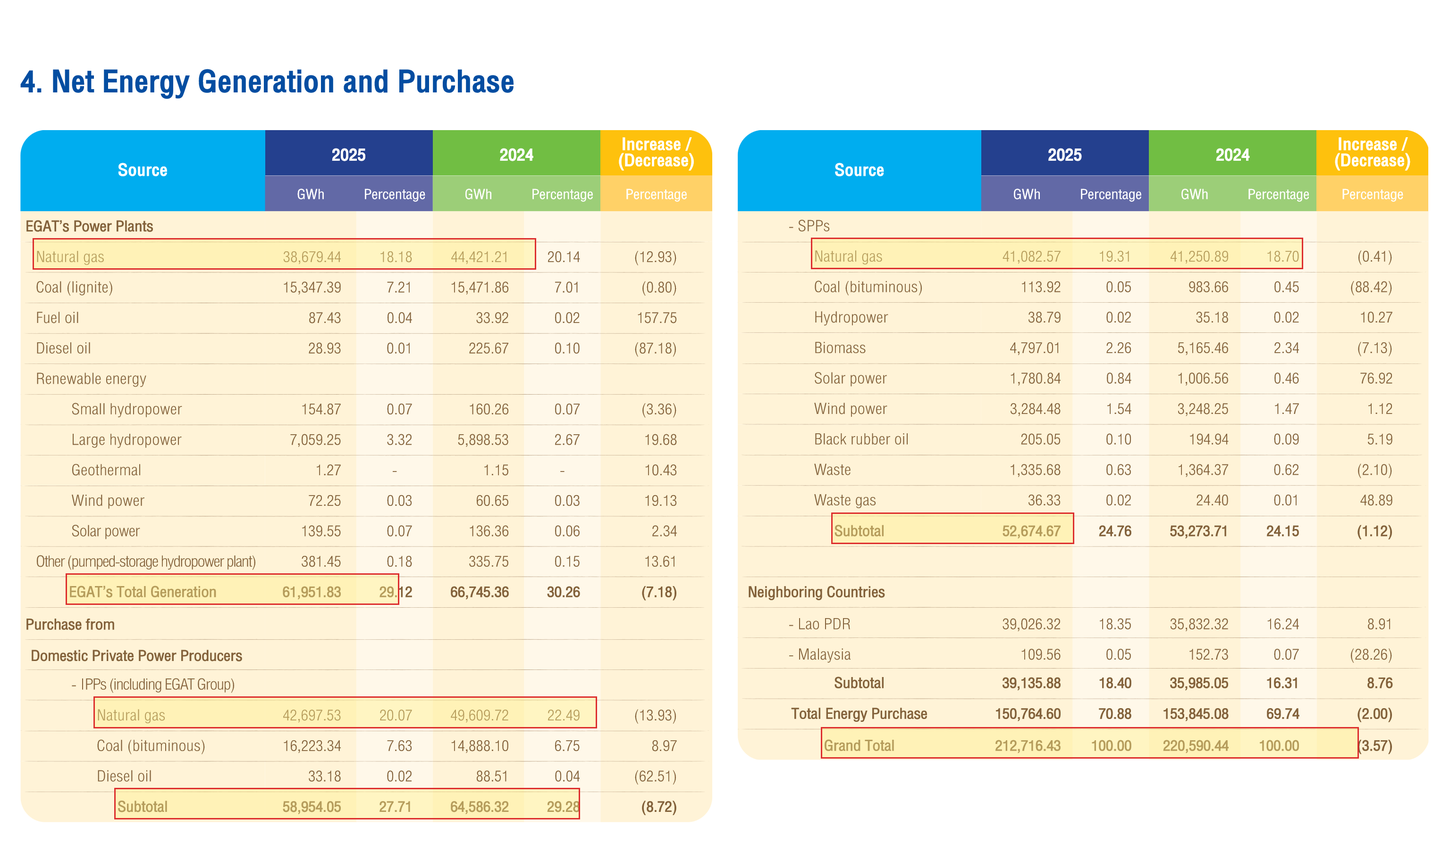 4. Net Energy Generation and Purchase
Source 2025 2024 Increase / (Decrease)
GWh Percentage GWh Percentage Percentage
EGAT's Power Plants
Natural gas 38,679.44 18.18 44,421.21 20.14 (12.93)
Coal (lignite) 15,347.39 7.21 15,471.86 7.01 (0.80)
Fuel oil 87.43 0.04 33.92 0.02 157.75
Diesel oil 28.93 0.01 225.67 0.10 (87.18)
Renewable energy
Small hydropower 154.87 0.07 160.26 0.07 (3.36)
Large hydropower 7,059.25 3.32 5,898.53 2.67 19.68
Geothermal 1.27 - 1.15 - 10.43
Wind power 72.25 0.03 60.65 0.03 19.13
Solar power 139.55 0.07 136.36 0.06 2.34
Other (pumped-storage hydropower plant) 381.45 0.18 335.75 0.15 13.61
EGAT's Total Generation 61,951.83 29.12 66,745.36 30.26 (7.18)
Purchase from
Domestic Private Power Producers
- IPPs (including EGAT Group)
Natural gas 42,697.53 20.07 49,609.72 22.49 (13.93)
Coal (bituminous) 16,223.34 7.63 14,888.10 6.75 8.97
Diesel oil 33.18 0.02 88.51 0.04 (62.51)
Subtotal 58,954.05 27.71 64,586.32 29.28 (8.72)
Source 2025 2024 Increase / (Decrease)
GWh Percentage GWh Percentage Percentage
- SPPs
Natural gas 41,082.57 19.31 41,250.89 18.70 (0.41)
Coal (bituminous) 113.92 0.05 983.66 0.45 (88.42)
Hydropower 38.79 0.02 35.18 0.02 10.27
Biomass 4,797.01 2.26 5,165.46 2.34 (7.13)
Solar power 1,780.84 0.84 1,006.56 0.46 76.92
Wind power 3,284.48 1.54 3,248.25 1.47 1.12
Black rubber oil 205.05 0.10 194.94 0.09 5.19
Waste 1,335.68 0.63 1,364.37 0.62 (2.10)
Waste gas 36.33 0.02 24.40 0.01 48.89
Subtotal 52,674.67 24.76 53,273.71 24.15 (1.12)
Neighboring Countries
- Lao PDR 39,026.32 18.35 35,832.32 16.24 8.91
- Malaysia 109.56 0.05 152.73 0.07 (28.26)
Subtotal 39,135.88 18.40 35,985.05 16.31 8.76
Total Energy Purchase 150,764.60 70.88 153,845.08 69.74 (2.00)
Grand Total 212,716.43 100.00 220,590.44 100.00 (3.57)